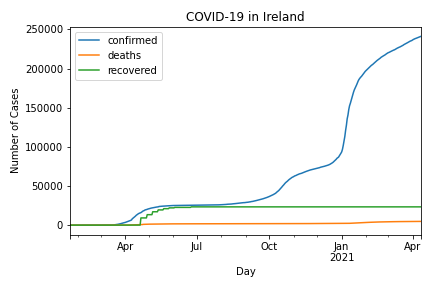 COVID-19 in Ireland
250000
200000
150000
100000
50000
0
Number of Cases
confirmed
deaths
recovered
Apr
Jul
Oct
Jan
2021
Apr
Day